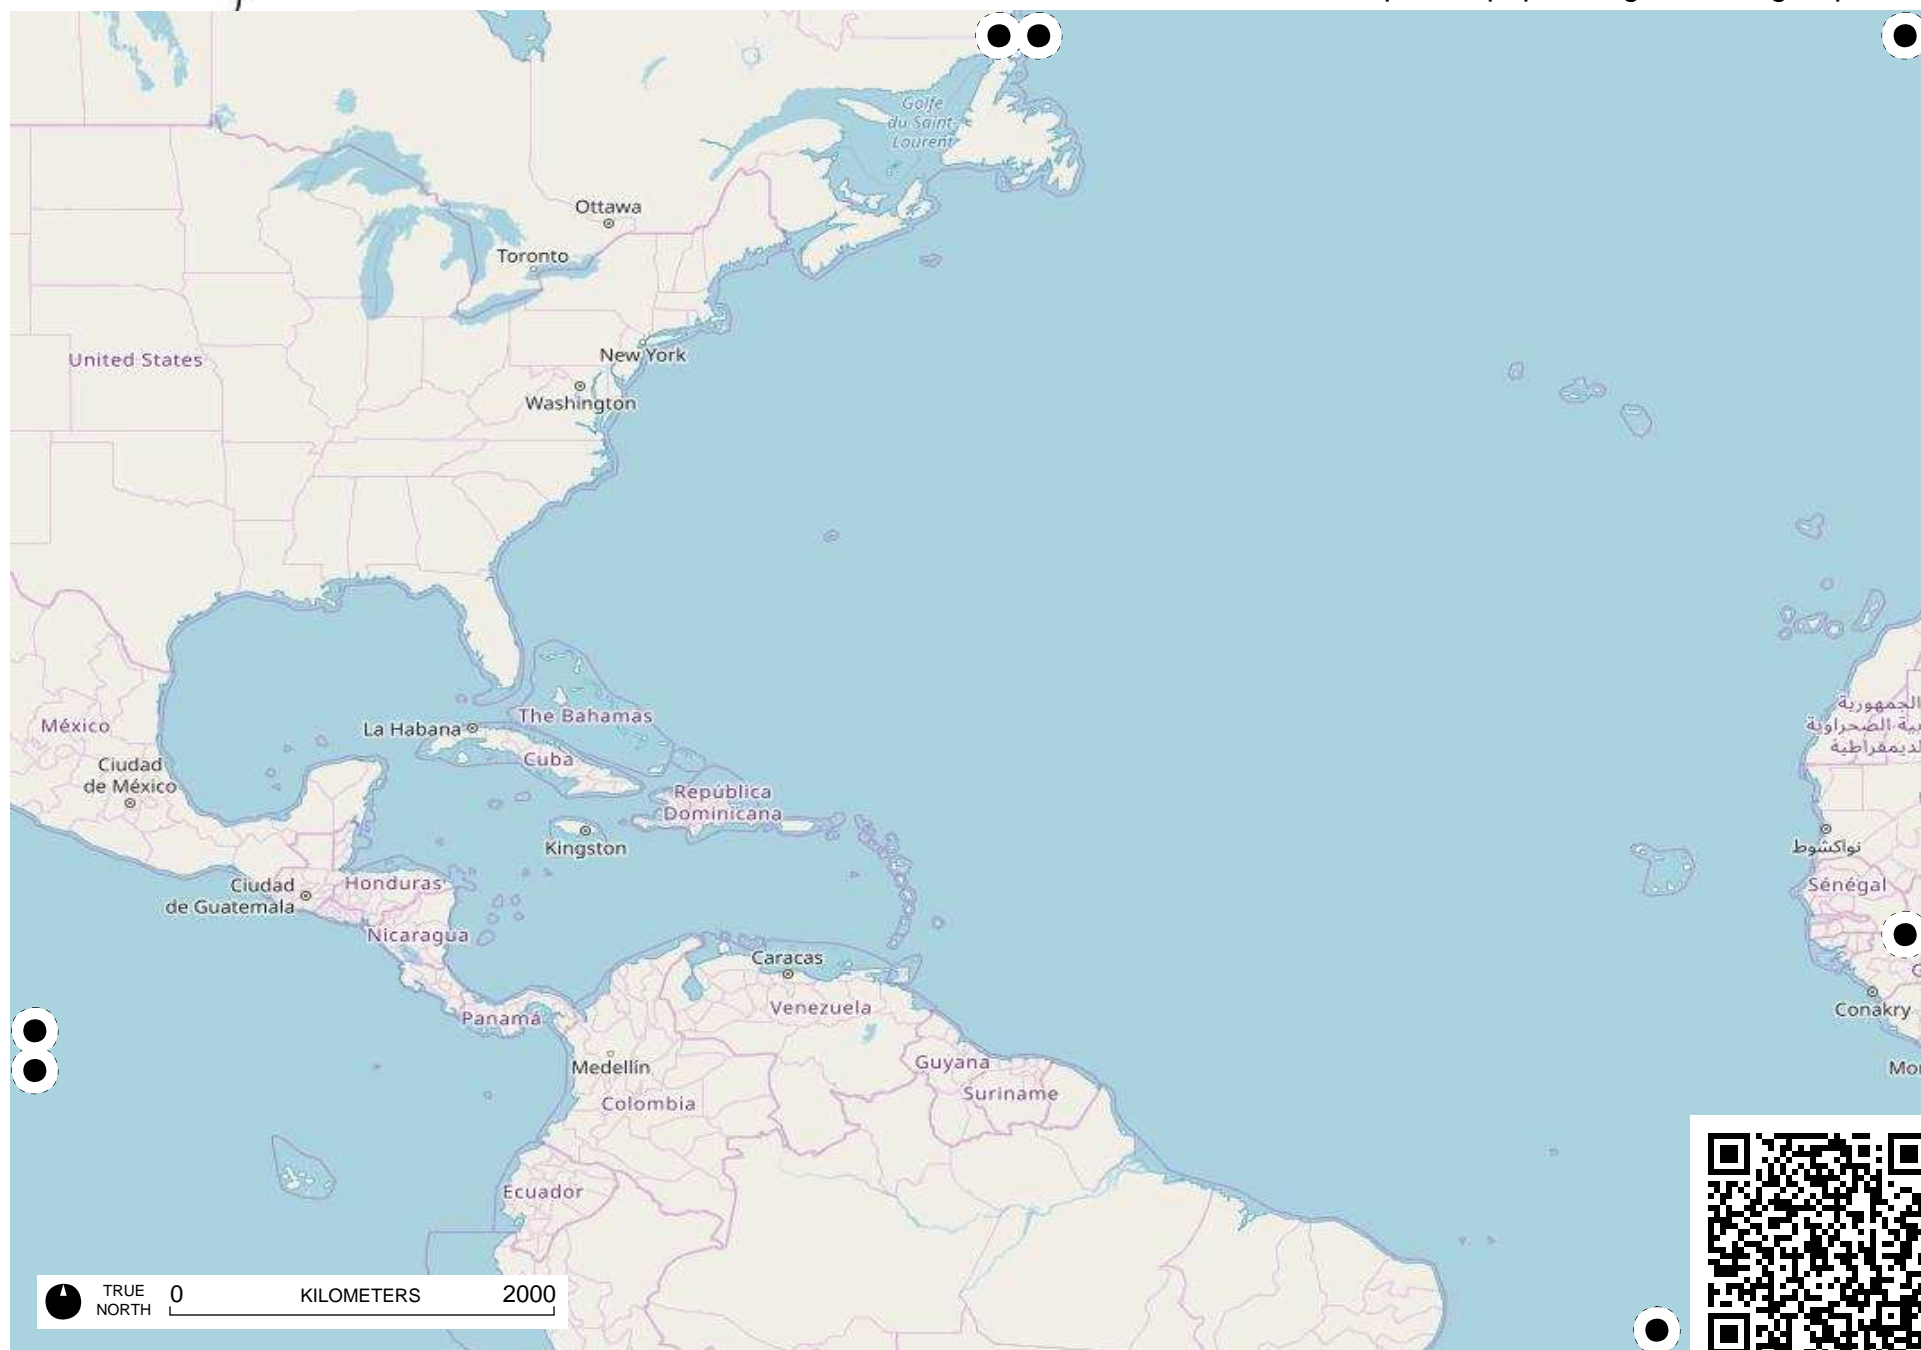 Golfe
du Saint-
Laurent
Ottawa
Toronto
United States
New York
Washington
México
La Habana
The Bahamas
Cuba
Ciudad
de México
República
Dominicana
Kingston
نواكشوط
Sénégal
Ciudad
de Guatemala
Honduras
Nicaragua
Caracas
Venezuela
Panamá
Conakry
Medellín
Guyana
Colombia
Suriname
Ecuador
TRUE
NORTH
0 KILOMETERS 2000